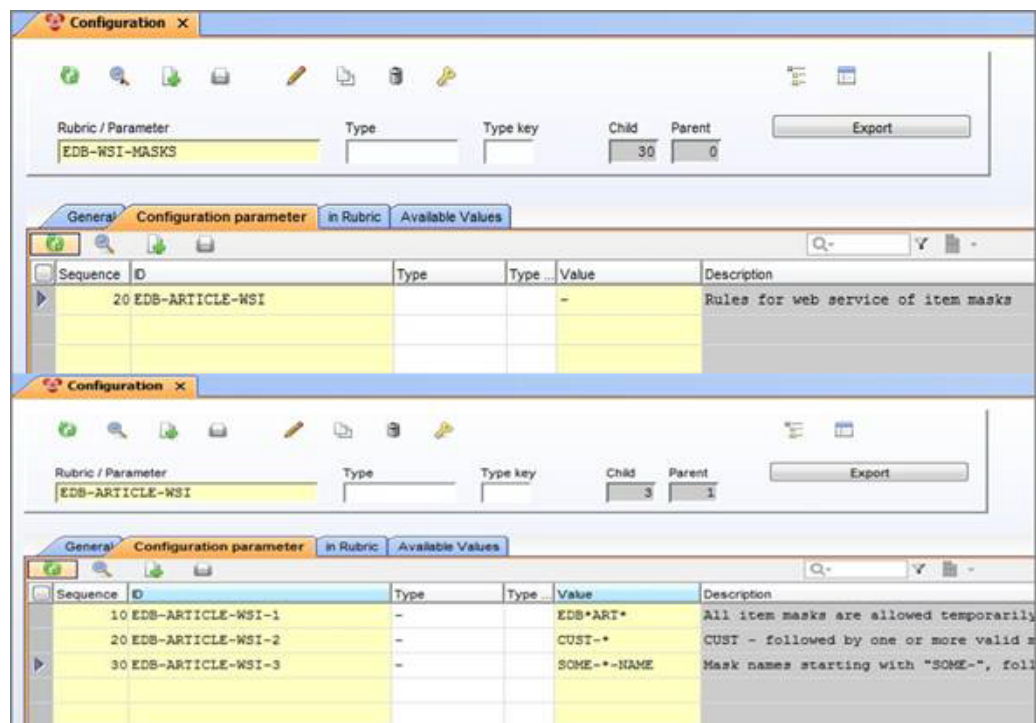 Configuration X
Rubric / Parameter Type Type key Child Parent Export
EDB-WSI-MASKS 30 0
General Configuration parameter in Rubric Available Values
Sequence ID Type Type ... Value Description
20 EDB-ARTICLE-WSI - Rules for web service of item masks
Configuration X
Rubric / Parameter Type Type key Child Parent Export
EDB-ARTICLE-WSI 3 1
General Configuration parameter in Rubric Available Values
Sequence ID Type Type ... Value Description
10 EDB-ARTICLE-WSI-1 - EDB*ART* All item masks are allowed temporarily
20 EDB-ARTICLE-WSI-2 - CUST-* CUST - followed by one or more valid m
30 EDB-ARTICLE-WSI-3 - SOME-*-NAME Mask names starting with "SOME-", foll